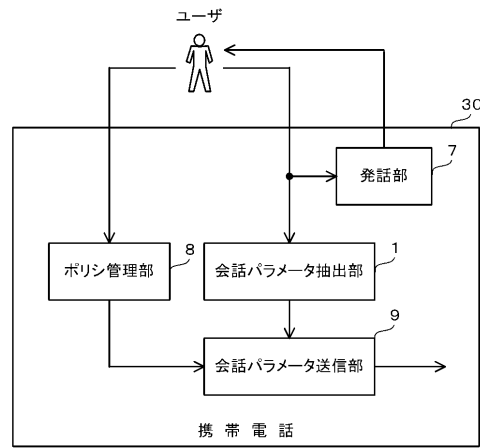 ユーザ
30
7
発話部
8
ポリシ管理部
1
会話パラメータ抽出部
9
会話パラメータ送信部
携帯電話